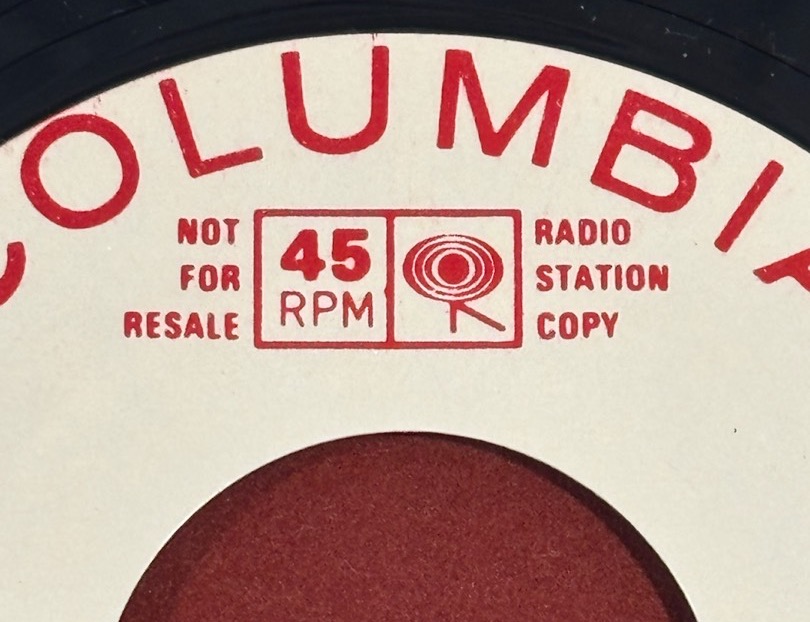 COLUMBIA
NOT
FOR
RESALE
45
RPM
RADIO
STATION
COPY